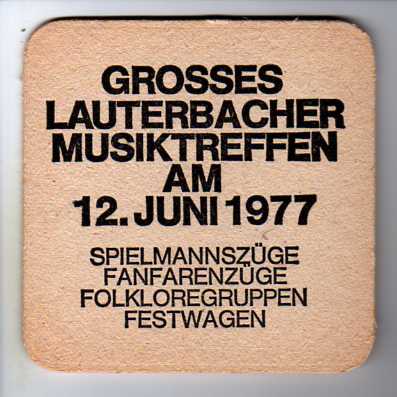 GROSSES
LAUTERBACHER
MUSIKTREFFEN
AM
12. JUNI 1977
SPIELMANNSZÜGE
FANFARENZÜGE
FOLKLOREGRUPPEN
FESTWAGEN